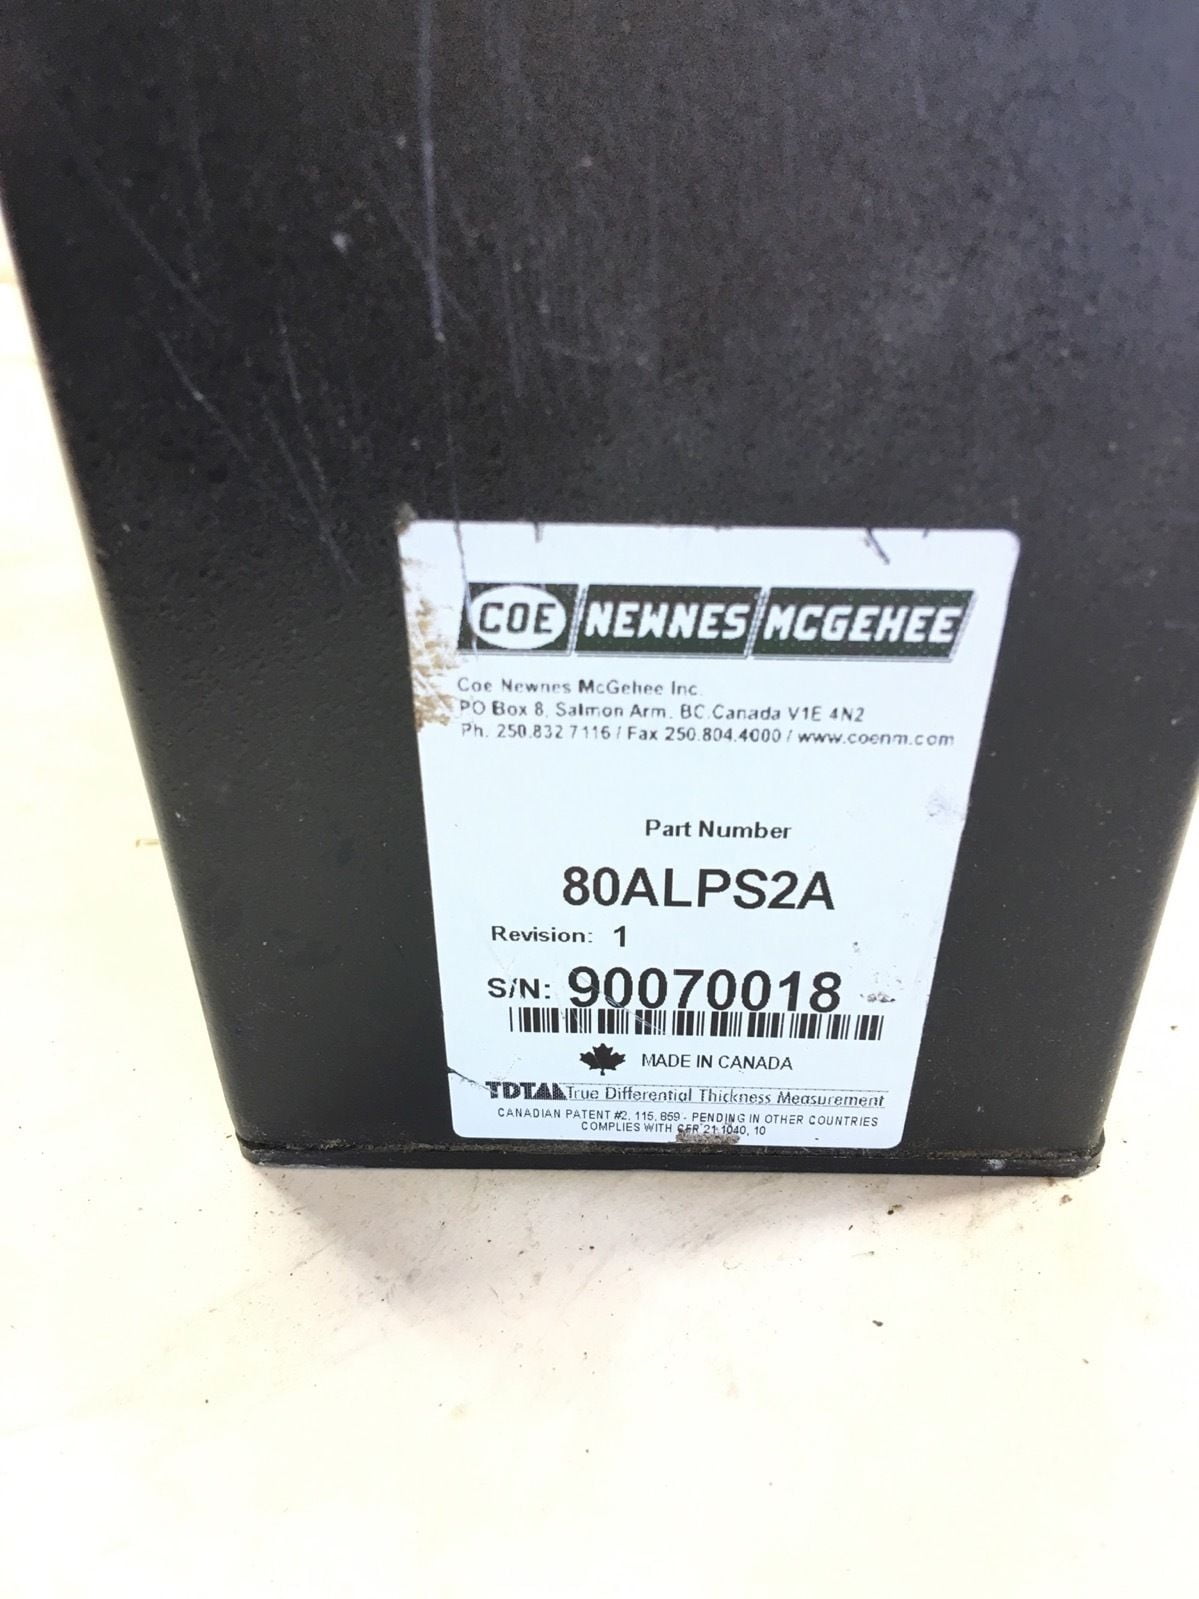 COE NEWNES MCGEHEE
Coe Newnes McGehee Inc.
PO Box 8, Salmon Arm. BC.Canada V1E 4N2
Ph. 250.832 7116 / Fax 250.804.4000 / www.coenm.com
Part Number
80ALPS2A
Revision: 1
S/N: 90070018
MADE IN CANADA
TDTM True Differential Thickness Measurement
CANADIAN PATENT #2, 115, 859 - PENDING IN OTHER COUNTRIES
COMPLIES WITH CFR 21 1040, 10